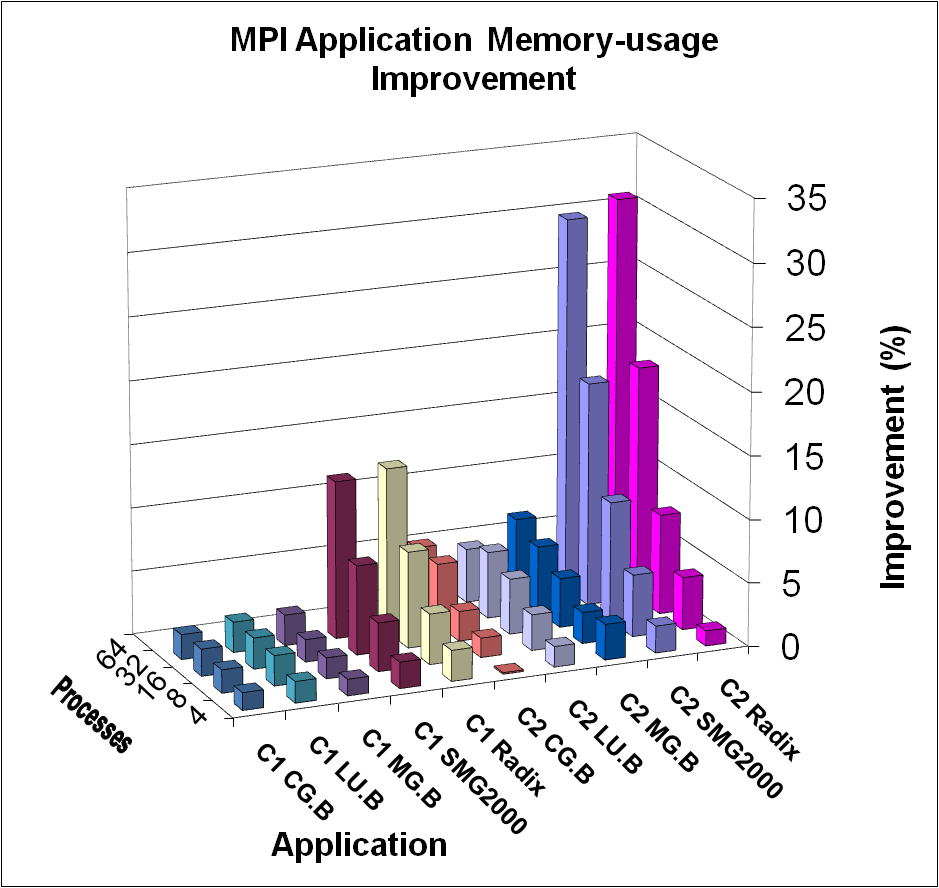 MPI Application Memory-usage
Improvement
35
30
25
20
15
10
5
0
Improvement (%)
64
32
16
8
4
Processes
C1 CG.B
C1 LU.B
C1 MG.B
C1 SMG2000
C1 Radix
C2 CG.B
C2 LU.B
C2 MG.B
C2 SMG2000
C2 Radix
Application